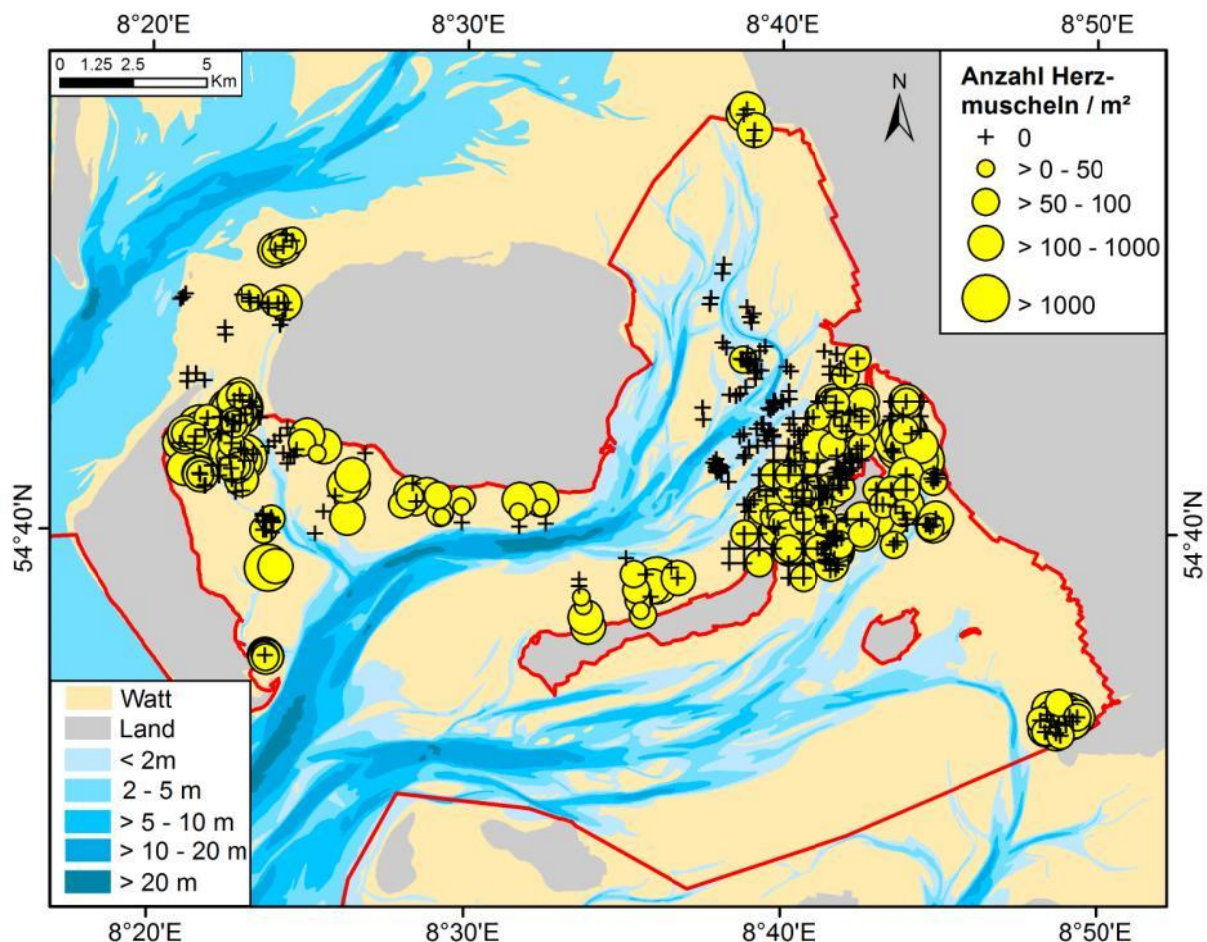 8°20'E 8°30'E 8°40'E 8°50'E
0 1.25 2.5 5
Km
N
Anzahl Herz-
muscheln / m²
0
> 0 - 50
> 50 - 100
> 100 - 1000
> 1000
54°40'N
54°40'N
Watt
Land
< 2m
2 - 5 m
> 5 - 10 m
> 10 - 20 m
> 20 m
8°20'E 8°30'E 8°40'E 8°50'E